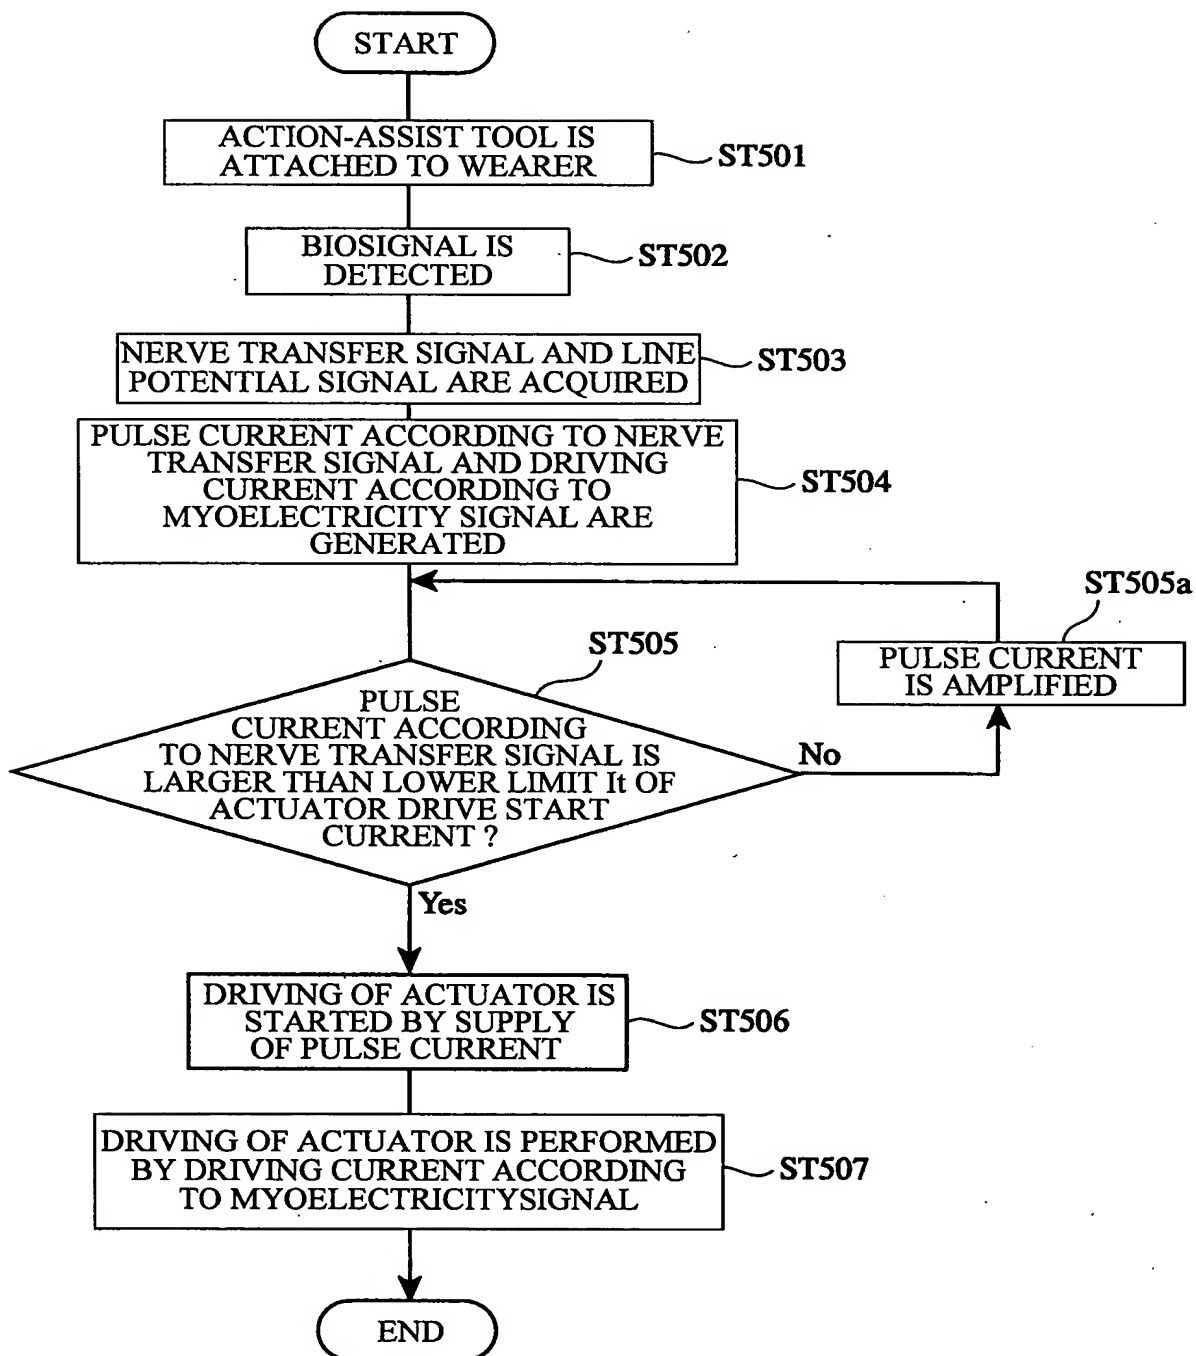 START
ACTION-ASSIST TOOL IS
ATTACHED TO WEARER
ST501
BIOSIGNAL IS
DETECTED
ST502
NERVE TRANSFER SIGNAL AND LINE
POTENTIAL SIGNAL ARE ACQUIRED
ST503
PULSE CURRENT ACCORDING TO NERVE
TRANSFER SIGNAL AND DRIVING
CURRENT ACCORDING TO
MYOELECTRICITY SIGNAL ARE
GENERATED
ST504
ST505a
PULSE CURRENT
IS AMPLIFIED
ST505
PULSE
CURRENT ACCORDING
TO NERVE TRANSFER SIGNAL IS
LARGER THAN LOWER LIMIT It OF
ACTUATOR DRIVE START
CURRENT ?
No
Yes
DRIVING OF ACTUATOR IS
STARTED BY SUPPLY
OF PULSE CURRENT
ST506
DRIVING OF ACTUATOR IS PERFORMED
BY DRIVING CURRENT ACCORDING
TO MYOELECTRICITYSIGNAL
ST507
END